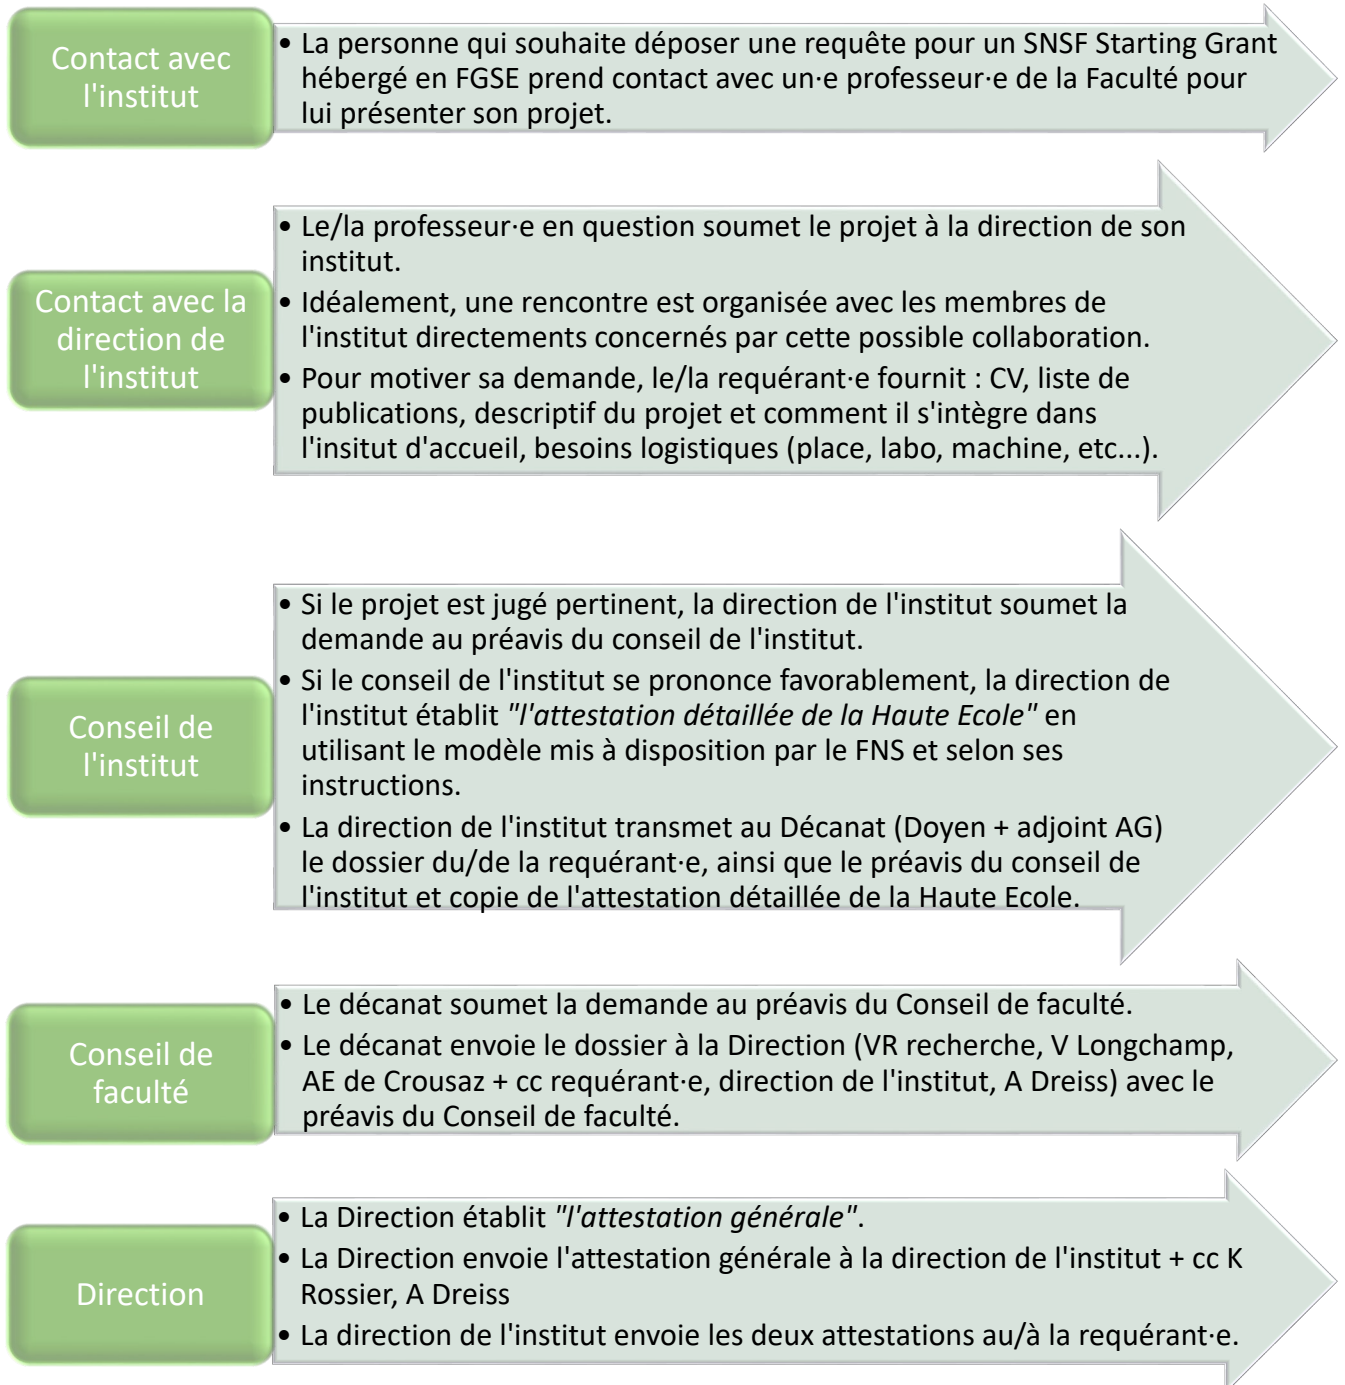 Contact avec
l'institut
• La personne qui souhaite déposer une requête pour un SNSF Starting Grant
hébergé en FGSE prend contact avec un·e professeur·e de la Faculté pour
lui présenter son projet.
Contact avec la
direction de
l'institut
• Le/la professeur·e en question soumet le projet à la direction de son
institut.
• Idéalement, une rencontre est organisée avec les membres de
l'institut directements concernés par cette possible collaboration.
• Pour motiver sa demande, le/la requérant·e fournit : CV, liste de
publications, descriptif du projet et comment il s'intègre dans
l'insitut d'accueil, besoins logistiques (place, labo, machine, etc...).
Conseil de
l'institut
• Si le projet est jugé pertinent, la direction de l'institut soumet la
demande au préavis du conseil de l'institut.
• Si le conseil de l'institut se prononce favorablement, la direction de
l'institut établit "l'attestation détaillée de la Haute Ecole" en
utilisant le modèle mis à disposition par le FNS et selon ses
instructions.
• La direction de l'institut transmet au Décanat (Doyen + adjoint AG)
le dossier du/de la requérant·e, ainsi que le préavis du conseil de
l'institut et copie de l'attestation détaillée de la Haute Ecole.
Conseil de
faculté
• Le décanat soumet la demande au préavis du Conseil de faculté.
• Le décanat envoie le dossier à la Direction (VR recherche, V Longchamp,
AE de Crousaz + cc requérant·e, direction de l'institut, A Dreiss) avec le
préavis du Conseil de faculté.
Direction
• La Direction établit "l'attestation générale".
• La Direction envoie l'attestation générale à la direction de l'institut + cc K
Rossier, A Dreiss
• La direction de l'institut envoie les deux attestations au/à la requérant·e.